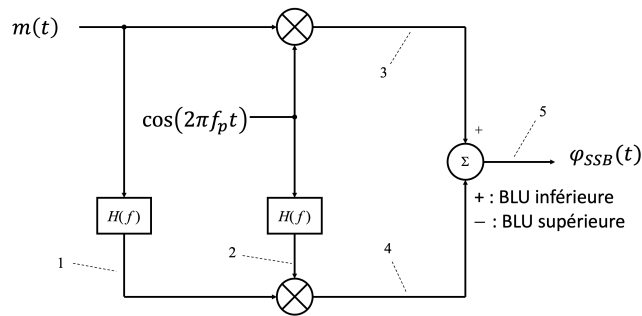 m(t)
3
cos(2πf_p t)
+
5
Σ
φ_SSB(t)
H(f)
H(f)
+ : BLU inférieure
− : BLU supérieure
1
2
4